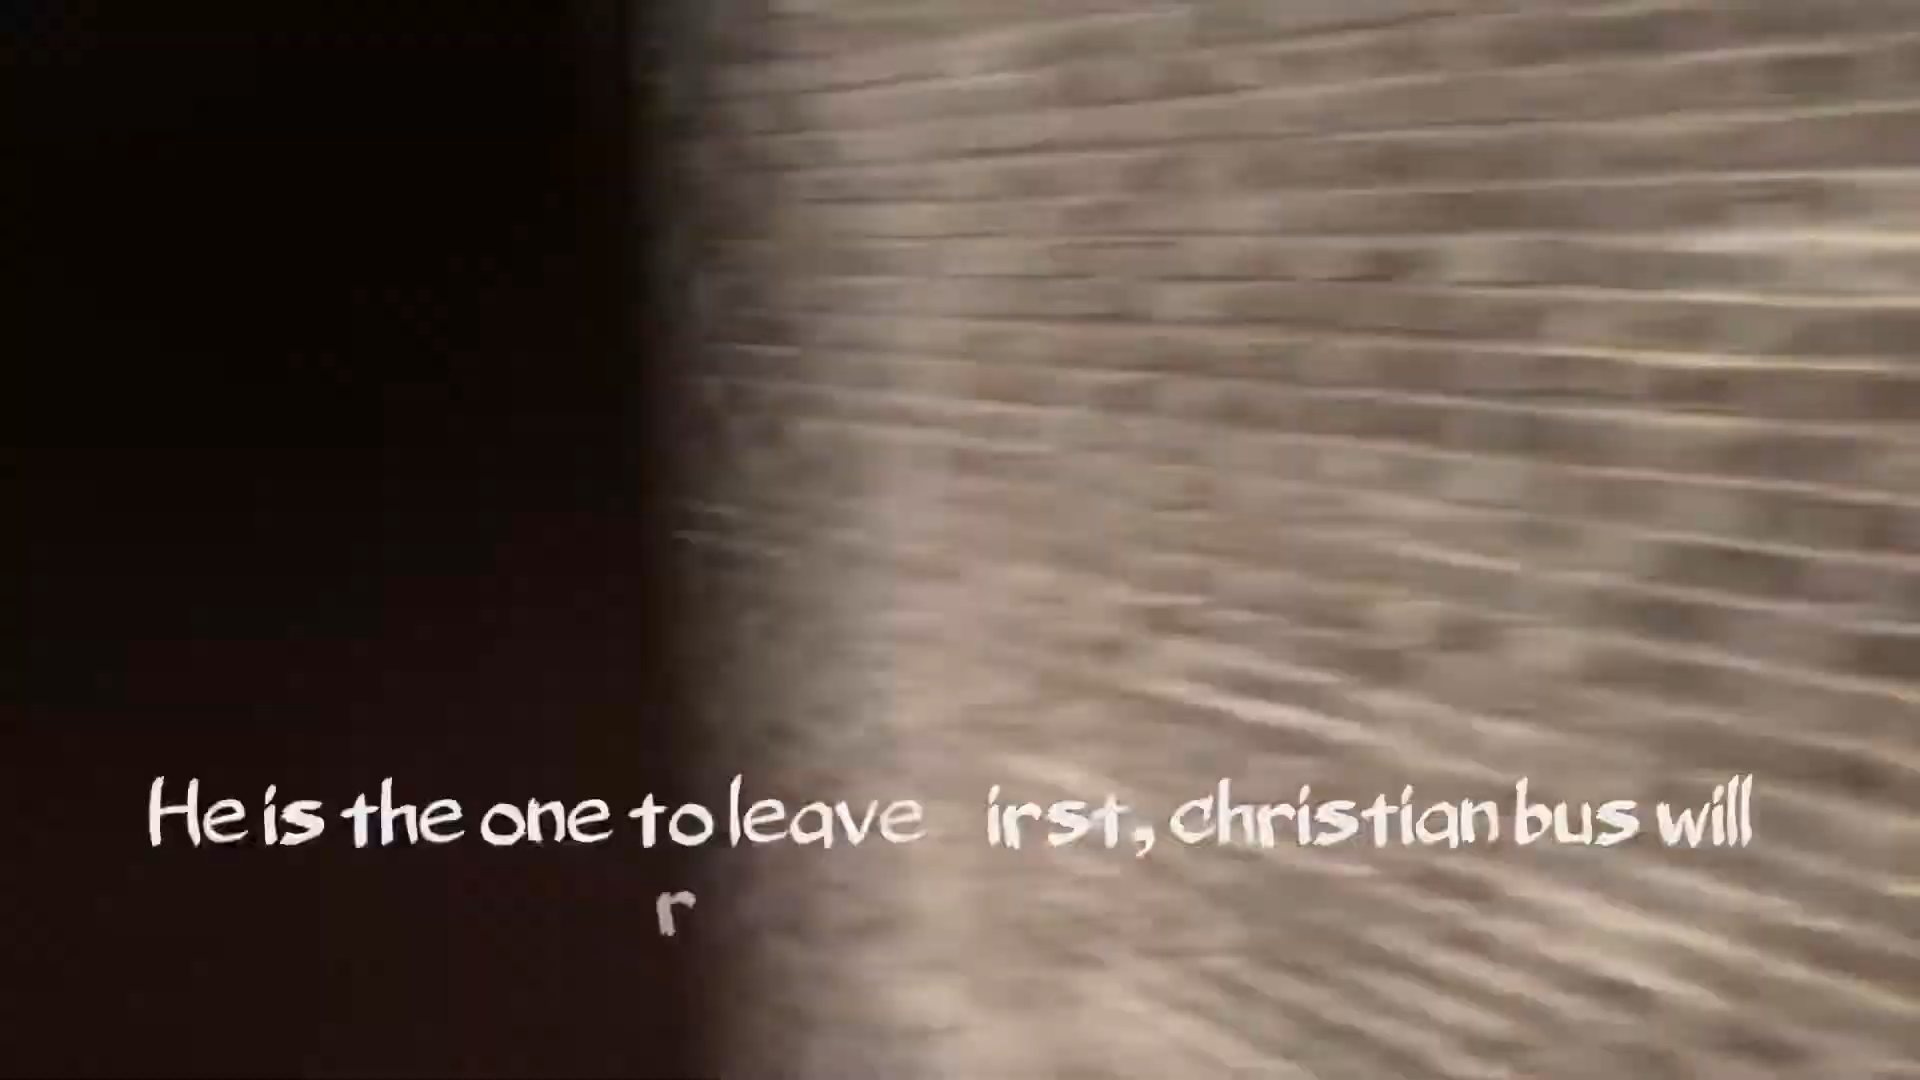 He is the one to leave irst, christian bus will
r